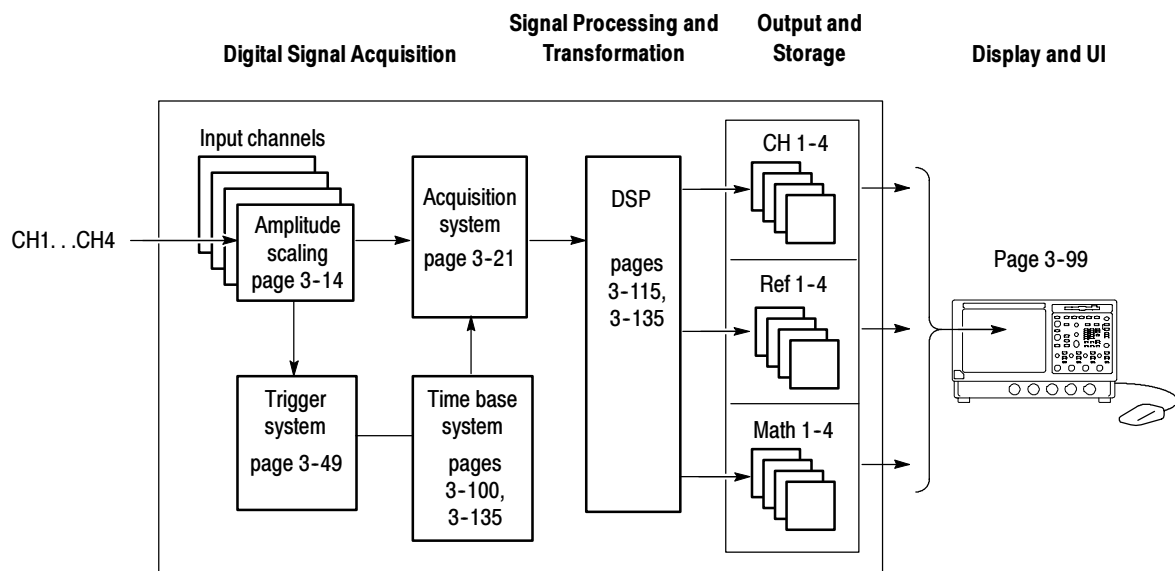 Digital Signal Acquisition
Signal Processing and
Transformation
Output and
Storage
Display and UI
Input channels
CH1. . .CH4
Amplitude
scaling
page 3-14
Acquisition
system
page 3-21
Trigger
system
page 3-49
Time base
system
pages
3-100,
3-135
DSP
pages
3-115,
3-135
CH 1-4
Ref 1-4
Math 1-4
Page 3-99